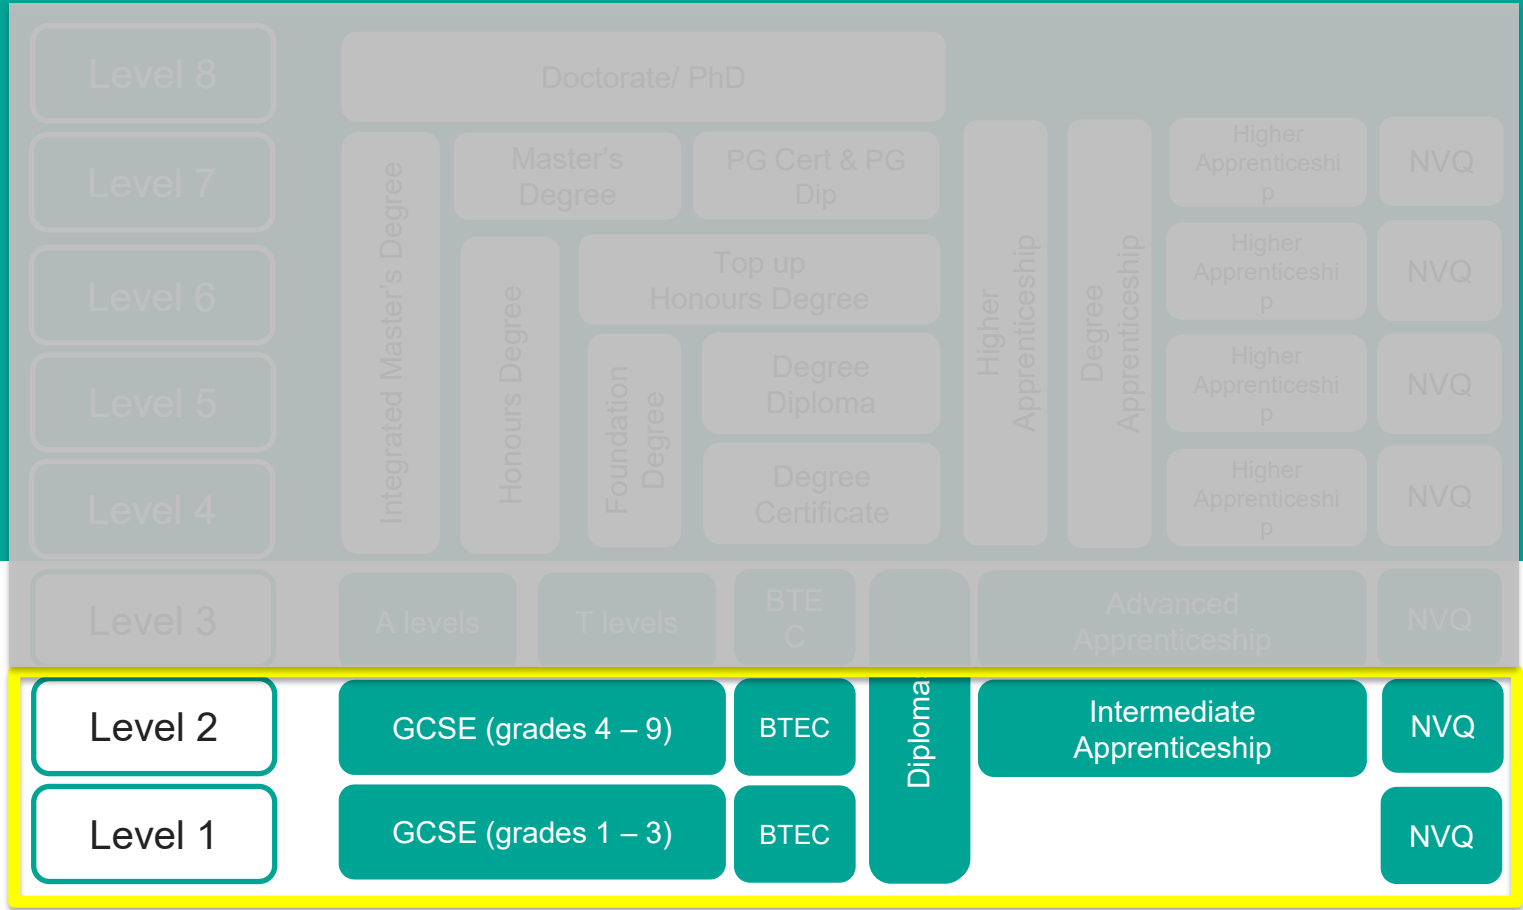 Level 8
Doctorate/ PhD
Level 7
Integrated Master's Degree
Master's
Degree
PG Cert & PG
Dip
Higher
Apprenticeship
Degree
Apprenticeship
Higher
Apprenticeshi
p
NVQ
Level 6
Honours Degree
Top up
Honours Degree
Higher
Apprenticeshi
p
NVQ
Level 5
Foundation
Degree
Degree
Diploma
Higher
Apprenticeshi
p
NVQ
Level 4
Degree
Certificate
Higher
Apprenticeshi
p
NVQ
Level 3
A levels
T levels
BTE
C
Advanced
Apprenticeship
NVQ
Level 2
GCSE (grades 4 – 9)
BTEC
Diploma
Intermediate
Apprenticeship
NVQ
Level 1
GCSE (grades 1 – 3)
BTEC
NVQ